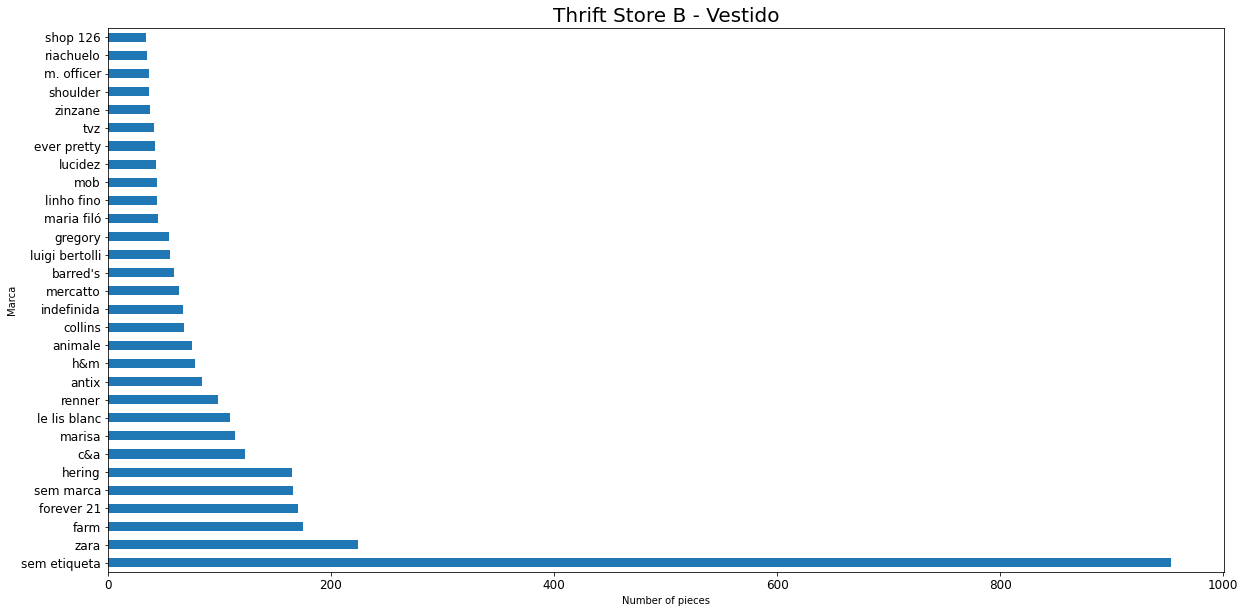 Thrift Store B - Vestido
shop 126
riachuelo
m. officer
shoulder
zinzane
tvz
ever pretty
lucidez
mob
linho fino
maria filó
gregory
luigi bertolli
barred's
mercatto
indefinida
collins
animale
h&m
antix
renner
le lis blanc
marisa
c&a
hering
sem marca
forever 21
farm
zara
sem etiqueta
Marca
0 200 400 600 800 1000
Number of pieces